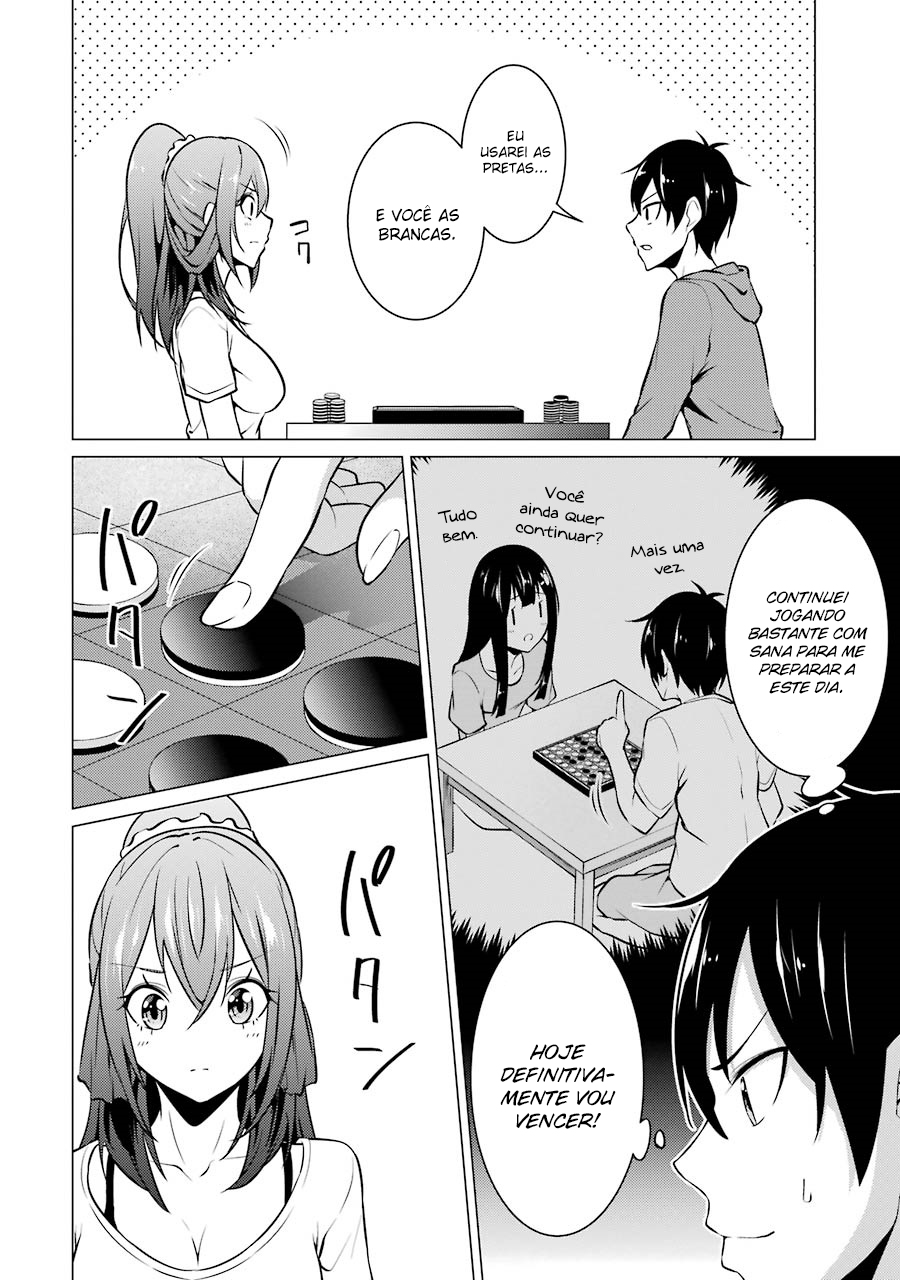 EU
USAREI AS
PRETAS...
E VOCÊ AS
BRANCAS.
コク
CONTINUEI
JOGANDO
BASTANTE COM
SANA PARA ME
PREPARAR A
ESTE DIA.
Mais uma
vez.
Você
ainda quer
continuar?
Tudo
bem.
パタン
HOJE
DEFINITIVA-
MENTE VOU
VENCER!
パタン